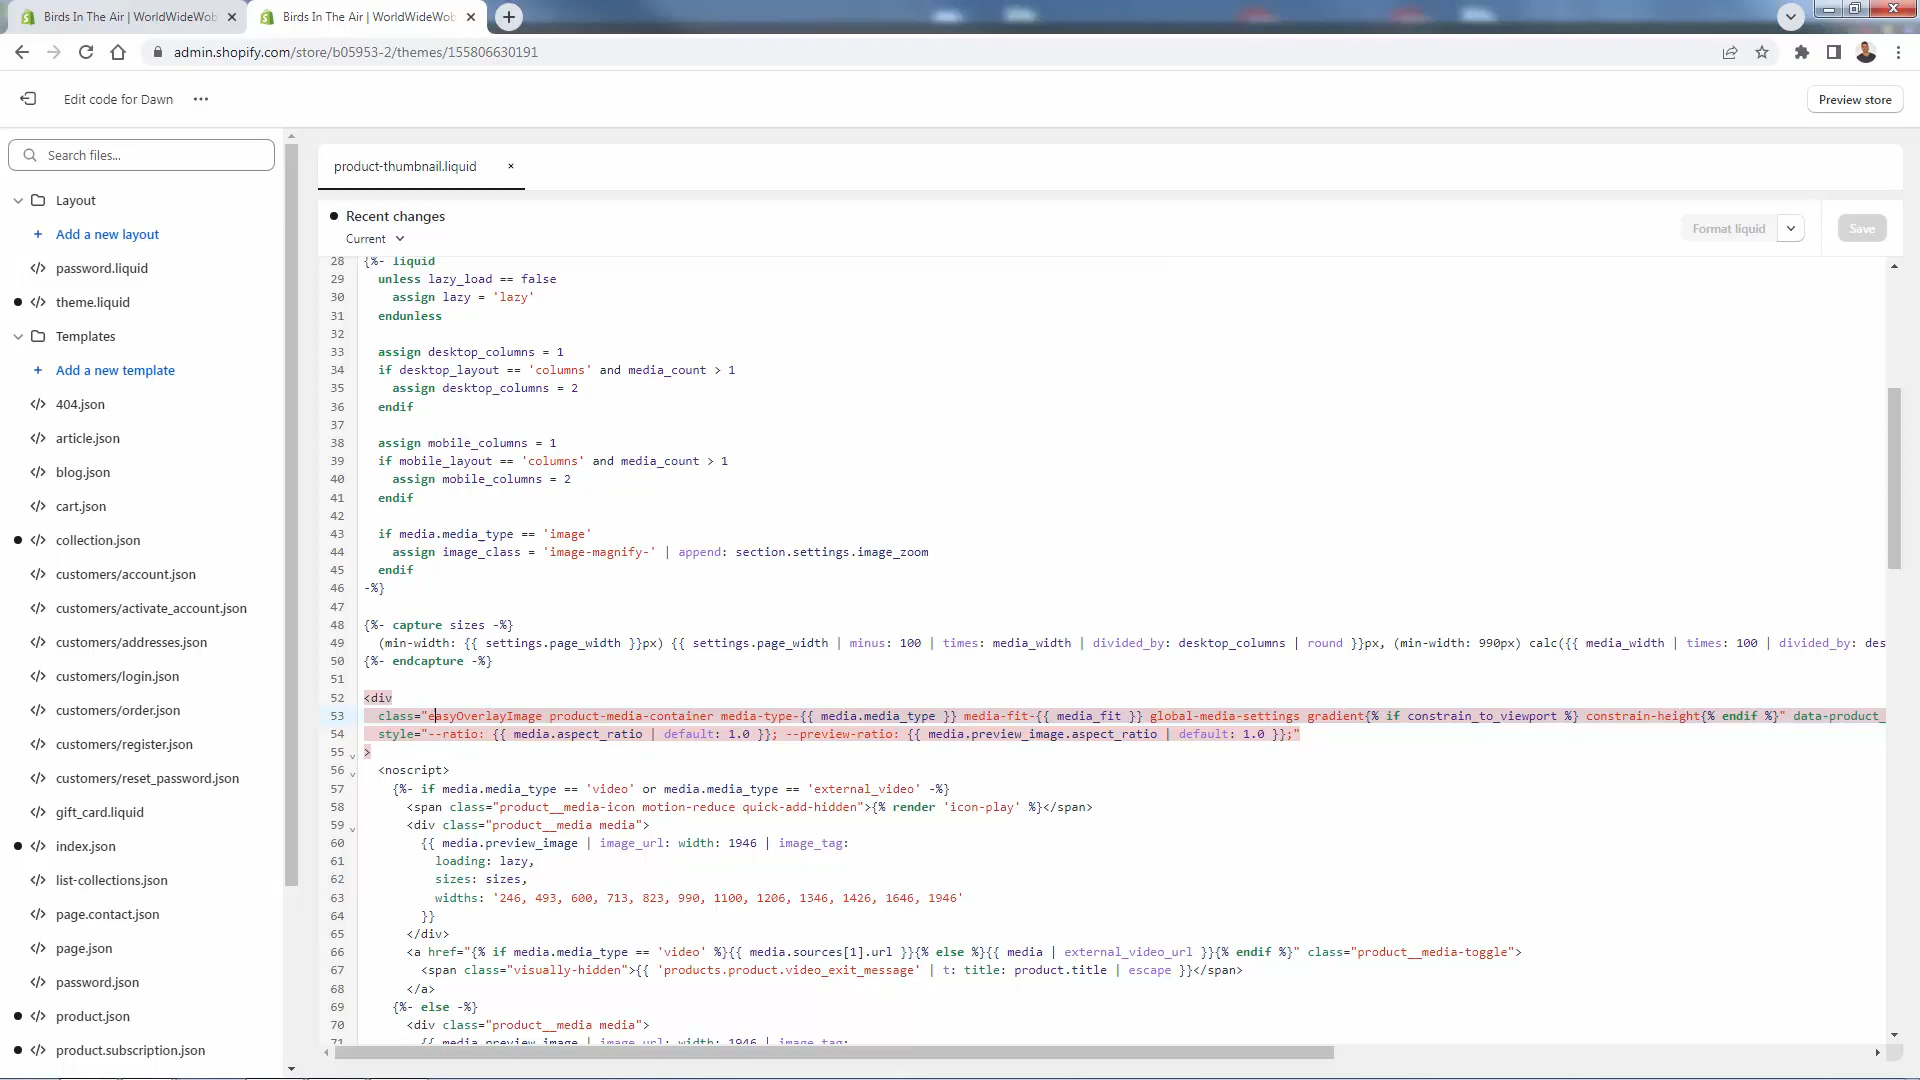 Birds In The Air | WorldWideWob
Birds In The Air | WorldWideWob
admin.shopify.com/store/b05953-2/themes/155806630191
Edit code for Dawn
Preview store
Search files...
Layout
Add a new layout
password.liquid
theme.liquid
Templates
Add a new template
404.json
article.json
blog.json
cart.json
collection.json
customers/account.json
customers/activate_account.json
customers/addresses.json
customers/login.json
customers/order.json
customers/register.json
customers/reset_password.json
gift_card.liquid
index.json
list-collections.json
page.contact.json
page.json
password.json
product.json
product.subscription.json
product-thumbnail.liquid
Recent changes
Current
Format liquid
Save
28 {%- liquid
29 unless lazy_load == false
30 assign lazy = 'lazy'
31 endunless
32
33 assign desktop_columns = 1
34 if desktop_layout == 'columns' and media_count > 1
35 assign desktop_columns = 2
36 endif
37
38 assign mobile_columns = 1
39 if mobile_layout == 'columns' and media_count > 1
40 assign mobile_columns = 2
41 endif
42
43 if media.media_type == 'image'
44 assign image_class = 'image-magnify-' | append: section.settings.image_zoom
45 endif
46 -%}
47
48 {%- capture sizes -%}
49 (min-width: {{ settings.page_width }}px) {{ settings.page_width | minus: 100 | times: media_width | divided_by: desktop_columns | round }}px, (min-width: 990px) calc({{ media_width | times: 100 | divided_by: des
50 {%- endcapture -%}
51
52 <div
53 class="easyOverlayImage product-media-container media-type-{{ media.media_type }} media-fit-{{ media_fit }} global-media-settings gradient{% if constrain_to_viewport %} constrain-height{% endif %}" data-product_
54 style="--ratio: {{ media.aspect_ratio | default: 1.0 }}; --preview-ratio: {{ media.preview_image.aspect_ratio | default: 1.0 }};"
55 >
56 <noscript>
57 {%- if media.media_type == 'video' or media.media_type == 'external_video' -%}
58 <span class="product__media-icon motion-reduce quick-add-hidden">{% render 'icon-play' %}</span>
59 <div class="product__media media">
60 {{ media.preview_image | image_url: width: 1946 | image_tag:
61 loading: lazy,
62 sizes: sizes,
63 widths: '246, 493, 600, 713, 823, 990, 1100, 1206, 1346, 1426, 1646, 1946'
64 }}
65 </div>
66 <a href="{% if media.media_type == 'video' %}{{ media.sources[1].url }}{% else %}{{ media | external_video_url }}{% endif %}" class="product__media-toggle">
67 <span class="visually-hidden">{{ 'products.product.video_exit_message' | t: title: product.title | escape }}</span>
68 </a>
69 {%- else -%}
70 <div class="product__media media">
71 {{ media.preview_image | image_url: width: 1946 | image_tag: